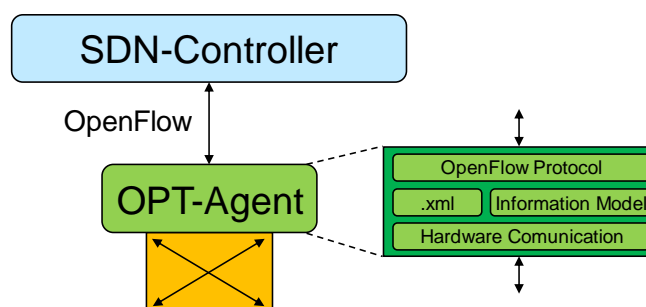 SDN-Controller
OpenFlow
OPT-Agent
OpenFlow Protocol
.xml
Information Model
Hardware Comunication